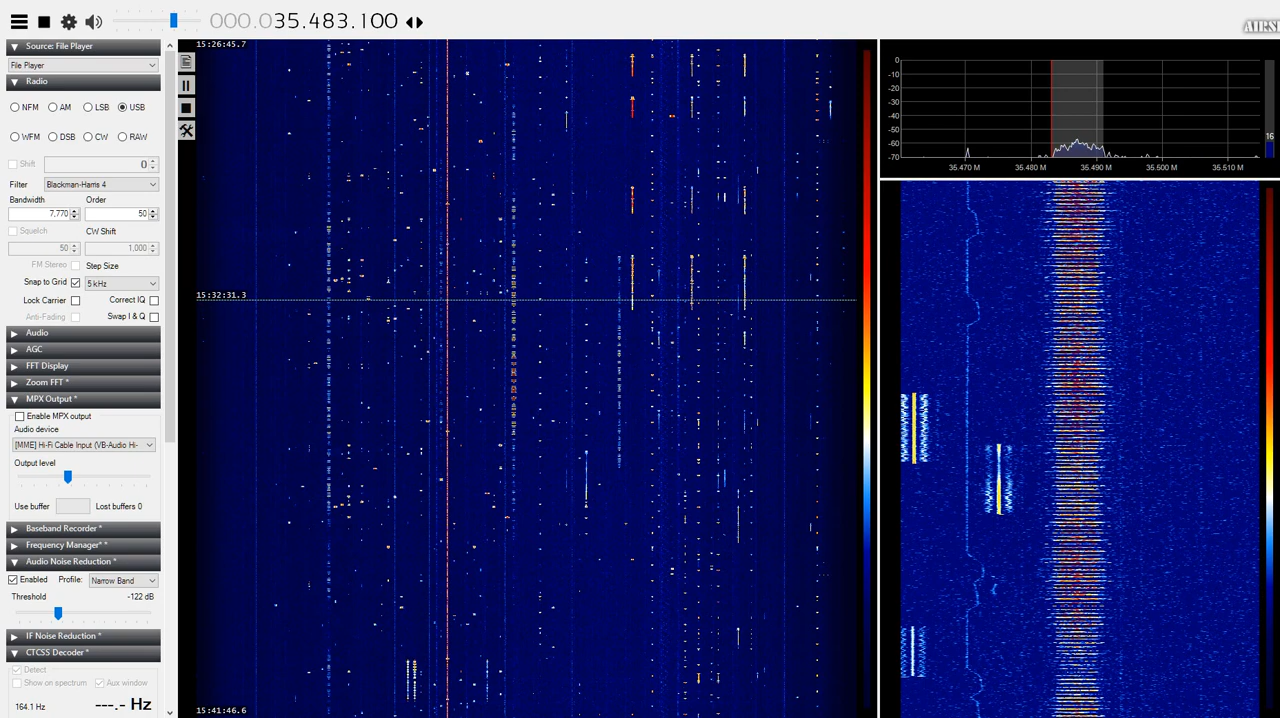 000.035.483.100
Source: File Player
File Player
Radio
NFM AM LSB USB
WFM DSB CW RAW
Shift 0
Filter Blackman-Harris 4
Bandwidth Order
7,770 50
Squelch CW Shift
50 1,000
FM Stereo Step Size
Snap to Grid 5 kHz
Lock Carrier Correct IQ
Anti-Fading Swap I & Q
Audio
AGC
FFT Display
Zoom FFT *
MPX Output *
Enable MPX output
Audio device
[MME] Hi-Fi Cable Input (VB-Audio Hi-
Output level
Use buffer Lost buffers 0
Baseband Recorder *
Frequency Manager* *
Audio Noise Reduction *
Enabled Profile: Narrow Band
Threshold -122 dB
IF Noise Reduction *
CTCSS Decoder *
Detect
Show on spectrum Aux window
164.1 Hz ---.- Hz
15:26:45.7
15:32:31.3
15:41:46.6
0
-10
-20
-30
-40
-50
-60
-70
35.470 M 35.480 M 35.490 M 35.500 M 35.510 M
16